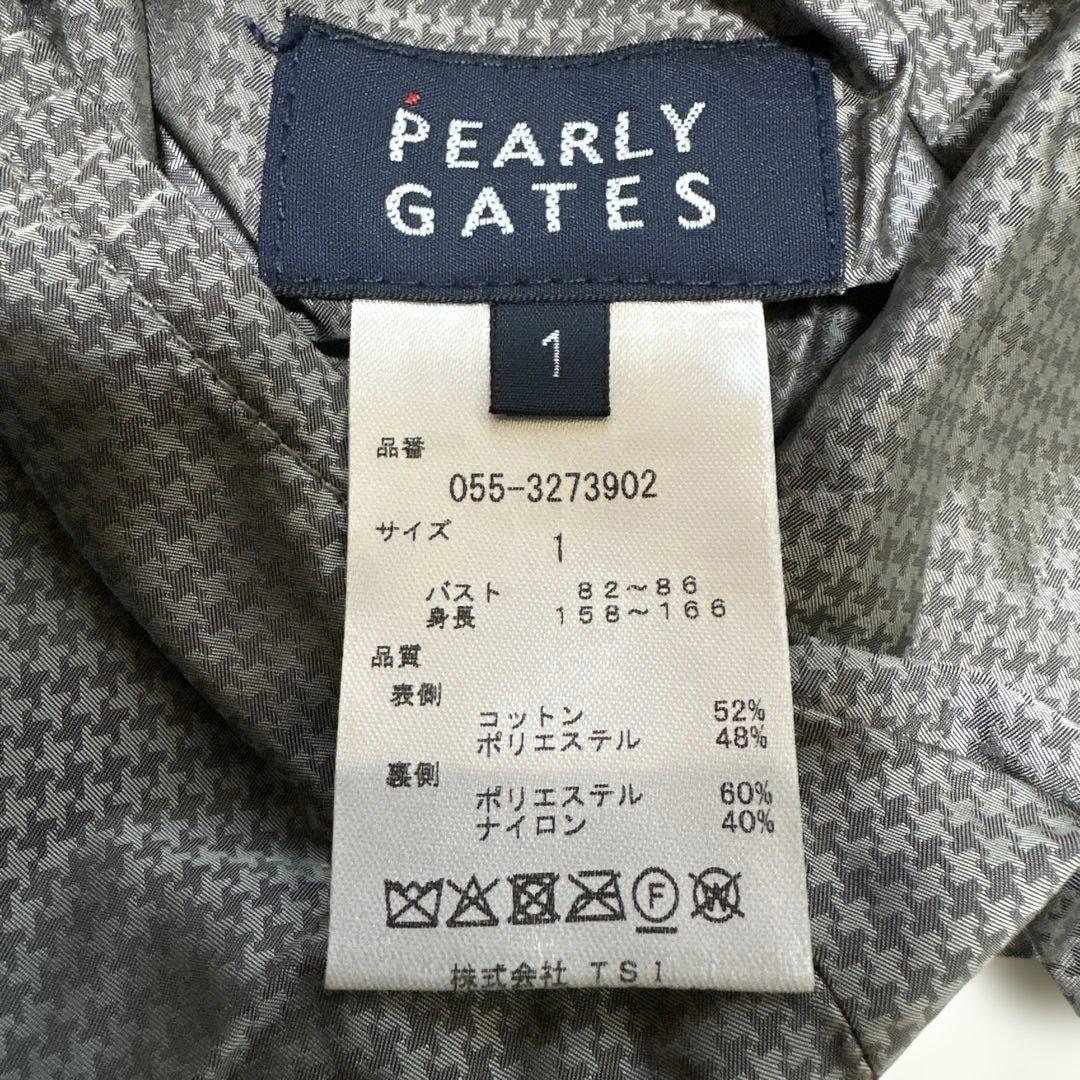 PEARLY
GATES
1
品番
055-3273902
サイズ
1
バスト 82～86
身長 158～166
品質
表側
コットン 52%
ポリエステル 48%
裏側
ポリエステル 60%
ナイロン 40%
F W
株式会社 TSI